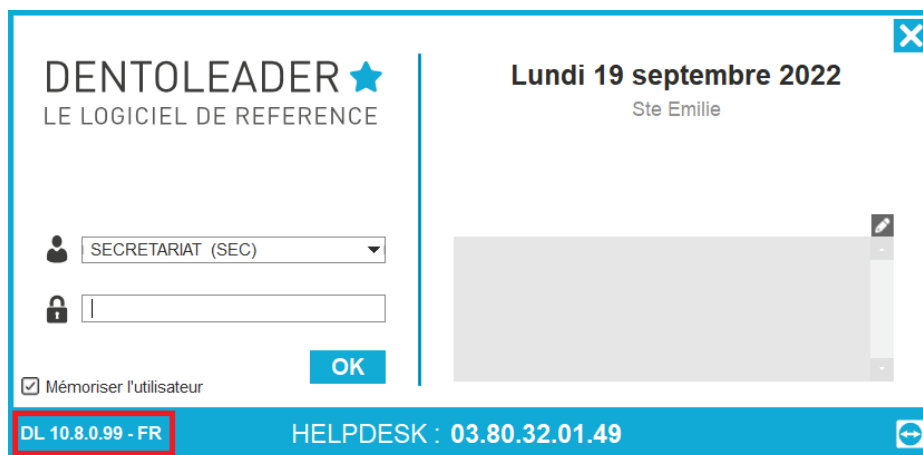 DENTOLEADER
LE LOGICIEL DE REFERENCE
SECRETARIAT (SEC)
OK
Mémoriser l'utilisateur
Lundi 19 septembre 2022
Ste Emilie
DL 10.8.0.99 - FR
HELPDESK : 03.80.32.01.49